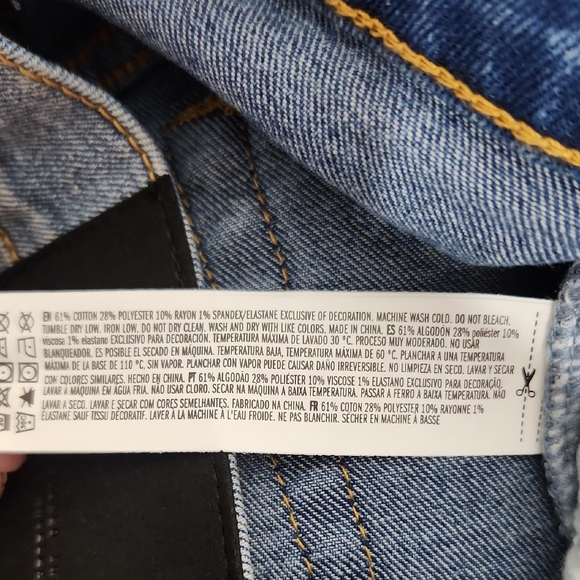 EN 61% COTTON 28% POLYESTER 10% RAYON 1% SPANDEX/ELASTANE EXCLUSIVE OF DECORATION. MACHINE WASH COLD. DO NOT BLEACH.
TUMBLE DRY LOW. IRON LOW. DO NOT DRY CLEAN. WASH AND DRY WITH LIKE COLORS. MADE IN CHINA. ES 61% ALGODÓN 28% poliéster 10%
viscosa 1% elastano EXCLUSIVO PARA DECORACIÓN. TEMPERATURA MÁXIMA DE LAVADO 30 °C. PROCESO MUY MODERADO. NO USAR
BLANQUEADOR. ES POSIBLE EL SECADO EN MÁQUINA. TEMPERATURA BAJA, TEMPERATURA MÁXIMA DE 60 °C. PLANCHAR A UNA TEMPERATURA
MÁXIMA DE LA BASE DE 110 °C, SIN VAPOR. PLANCHAR CON VAPOR PUEDE CAUSAR DAÑO IRREVERSIBLE. NO LIMPIEZA EN SECO. LAVAR Y SECAR
CON COLORES SIMILARES. HECHO EN CHINA. PT 61% ALGODÃO 28% POLIÉSTER 10% VISCOSE 1% ELASTANO EXCLUSIVO PARA DECORAÇÃO.
LAVAR A MÁQUINA EM ÁGUA FRIA. NÃO USAR CLORO. SECAR NA MÁQUINA A BAIXA TEMPERATURA. PASSAR A FERRO A BAIXA TEMPERATURA. NÃO
LAVAR A SECO. LAVAR E SECAR COM CORES SEMELHANTES. FABRICADO NA CHINA. FR 61% COTON 28% POLYESTER 10% RAYONNE 1%
ÉLASTANE SAUF TISSU DÉCORATIF. LAVER À LA MACHINE À L'EAU FROIDE. NE PAS BLANCHIR. SÉCHER EN MACHINE À BASSE